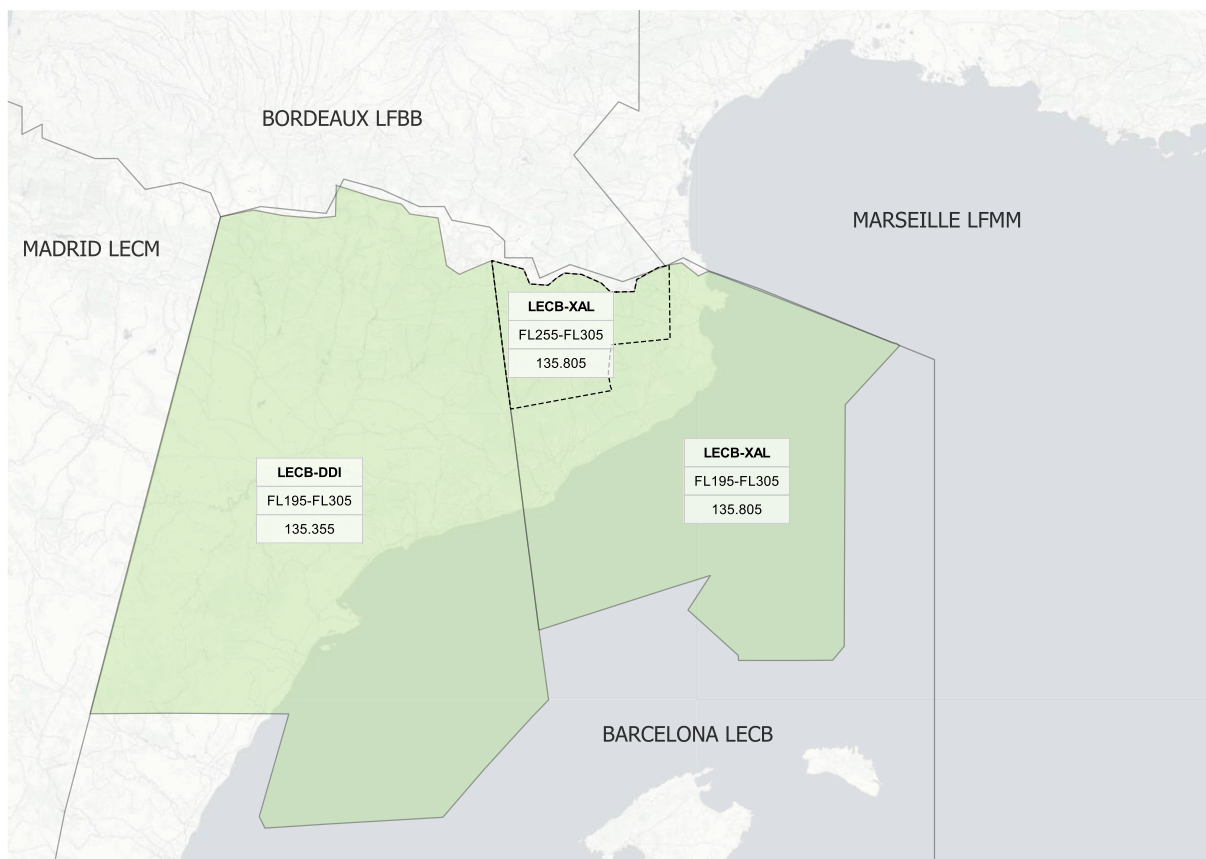 BORDEAUX LFBB
MARSEILLE LFMM
MADRID LECM
LECB-XAL
FL255-FL305
135.805
LECB-DDI
FL195-FL305
135.355
LECB-XAL
FL195-FL305
135.805
BARCELONA LECB